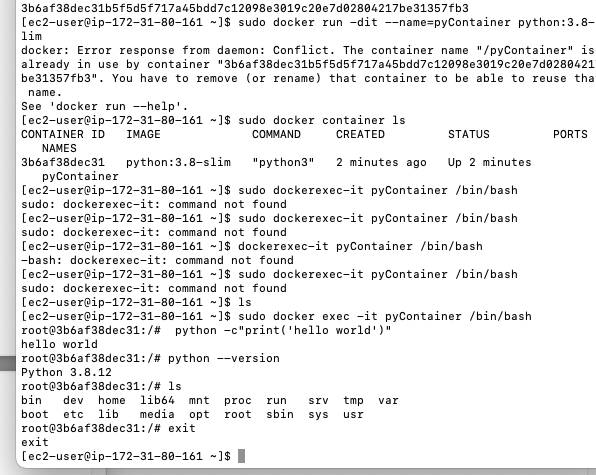 3b6af38dec31b5f5d5f717a45bdd7c12098e3019c20e7d02804217be31357fb3
[ec2-user@ip-172-31-80-161 ~]$ sudo docker run -dit --name=pyContainer python:3.8-
lim
docker: Error response from daemon: Conflict. The container name "/pyContainer" is
already in use by container "3b6af38dec31b5f5d5f717a45bdd7c12098e3019c20e7d0280421
be31357fb3". You have to remove (or rename) that container to be able to reuse tha
 name.
See 'docker run --help'.
[ec2-user@ip-172-31-80-161 ~]$ sudo docker container ls
CONTAINER ID   IMAGE             COMMAND     CREATED         STATUS         PORTS
   NAMES
3b6af38dec31   python:3.8-slim   "python3"   2 minutes ago   Up 2 minutes
   pyContainer
[ec2-user@ip-172-31-80-161 ~]$ sudo dockerexec-it pyContainer /bin/bash
sudo: dockerexec-it: command not found
[ec2-user@ip-172-31-80-161 ~]$ sudo dockerexec-it pyContainer /bin/bash
sudo: dockerexec-it: command not found
[ec2-user@ip-172-31-80-161 ~]$ dockerexec-it pyContainer /bin/bash
-bash: dockerexec-it: command not found
[ec2-user@ip-172-31-80-161 ~]$ sudo dockerexec-it pyContainer /bin/bash
sudo: dockerexec-it: command not found
[ec2-user@ip-172-31-80-161 ~]$ ls
[ec2-user@ip-172-31-80-161 ~]$ sudo docker exec -it pyContainer /bin/bash
root@3b6af38dec31:/#  python -c"print('hello world')"
hello world
root@3b6af38dec31:/# python --version
Python 3.8.12
root@3b6af38dec31:/# ls
bin   dev  home  lib64  mnt  proc  run   srv  tmp  var
boot  etc  lib   media  opt  root  sbin  sys  usr
root@3b6af38dec31:/# exit
exit
[ec2-user@ip-172-31-80-161 ~]$